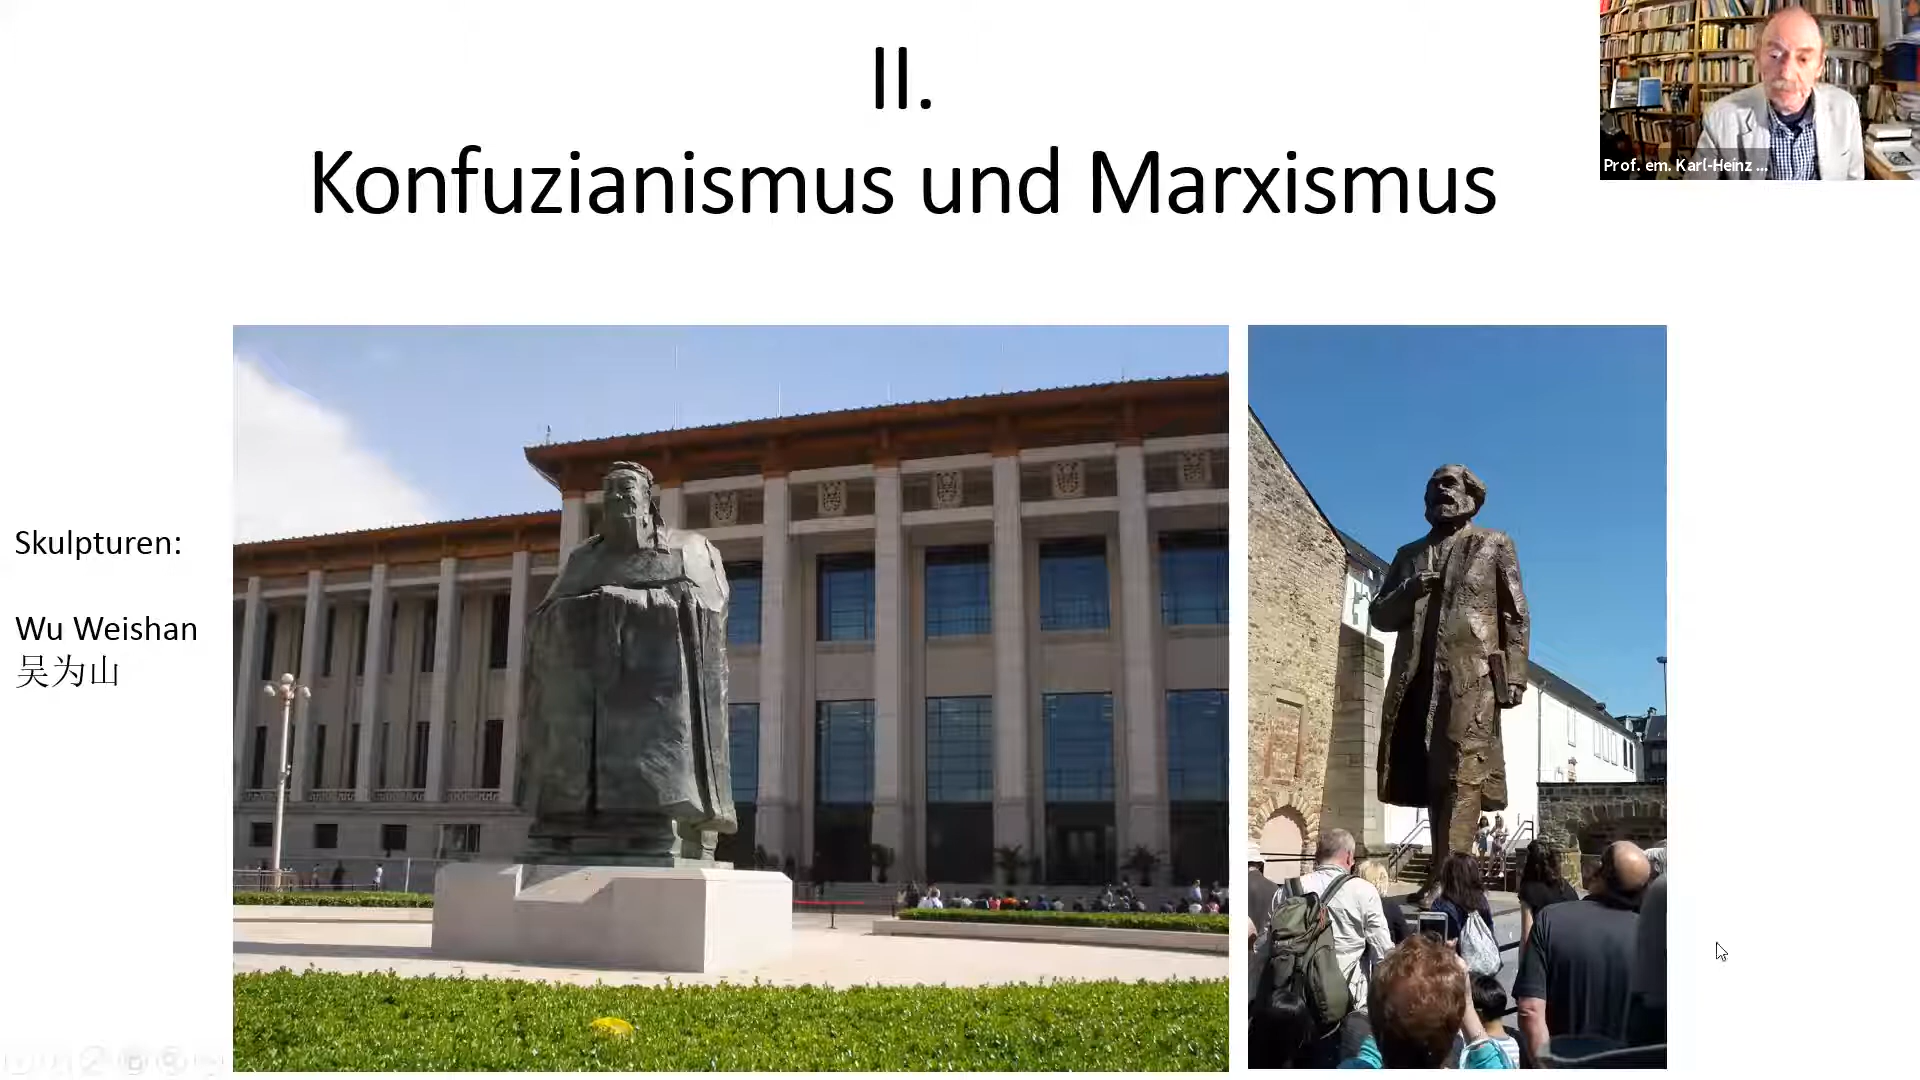 II.
Konfuzianismus und Marxismus
Prof. em. Karl-Heinz ...
Skulpturen:
Wu Weishan
吴为山